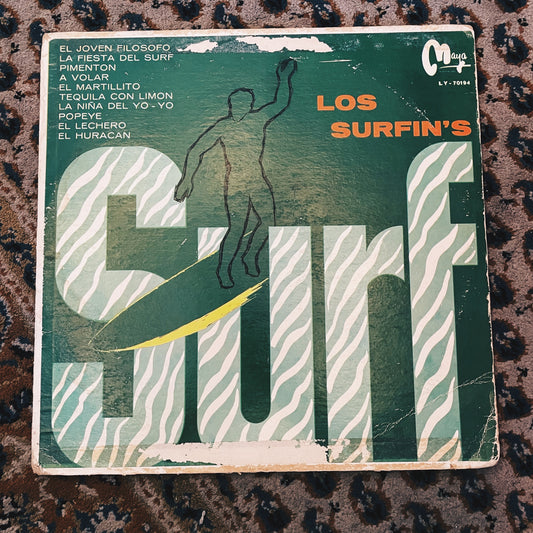 EL JOVEN FILOSOFO
LA FIESTA DEL SURF
PIMENTON
A VOLAR
EL MARTILLITO
TEQUILA CON LIMON
LA NIÑA DEL YO-YO
POPEYE
EL LECHERO
EL HURACAN
Maya
LY-70194
LOS
SURFIN'S
Surf